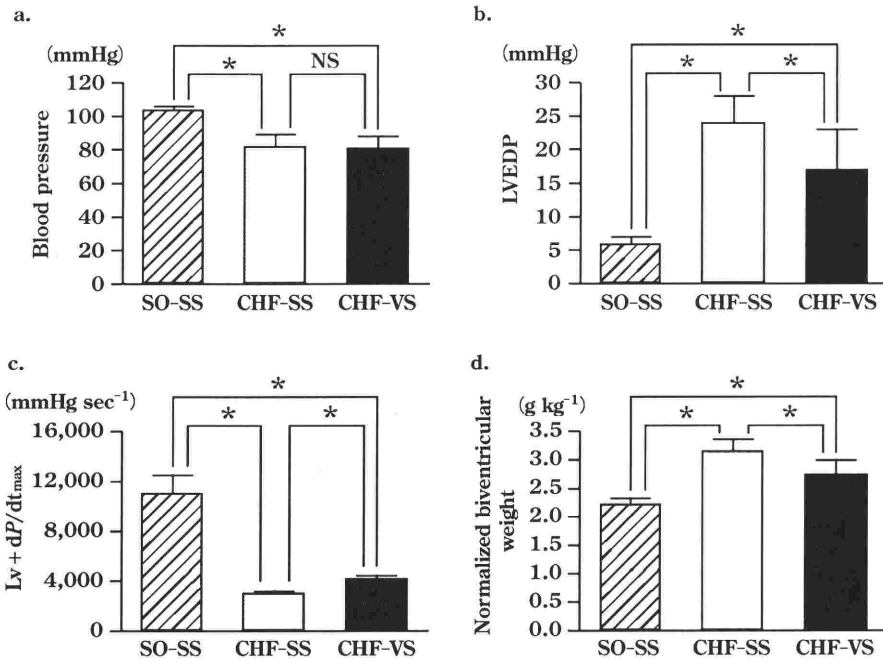 a.
(mmHg)
*
*
NS
120
100
80
60
40
20
0
Blood pressure
SO-SS
CHF-SS
CHF-VS
b.
(mmHg)
*
*
*
30
25
20
15
10
5
0
LVEDP
SO-SS
CHF-SS
CHF-VS
c.
(mmHg sec⁻¹)
*
*
*
16,000
12,000
8,000
4,000
0
Lv + dP/dtmax
SO-SS
CHF-SS
CHF-VS
d.
(g kg⁻¹)
*
*
*
3.5
3.0
2.5
2.0
1.5
1.0
0.5
0.0
Normalized biventricular
weight
SO-SS
CHF-SS
CHF-VS